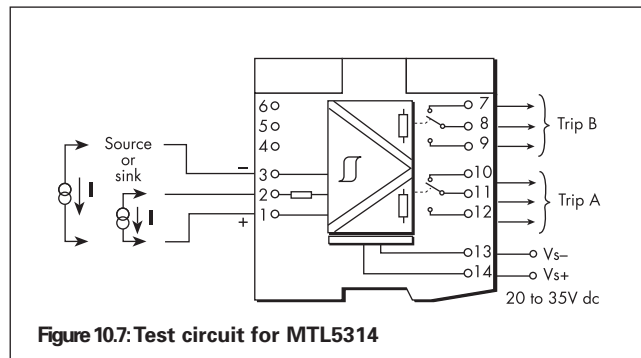 6
5
4
3
2
1
Source
or
sink
I
I
–
+
7
8
9
Trip B
10
11
12
Trip A
13
Vs–
14
Vs+
20 to 35V dc
Figure 10.7: Test circuit for MTL5314